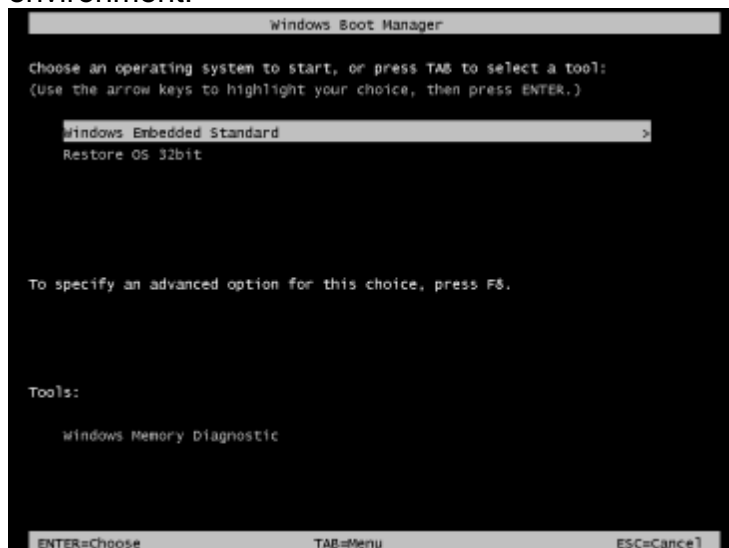 environment.
Windows Boot Manager
Choose an operating system to start, or press TAB to select a tool:
(Use the arrow keys to highlight your choice, then press ENTER.)
Windows Embedded Standard >
Restore OS 32bit
To specify an advanced option for this choice, press F8.
Tools:
Windows Memory Diagnostic
ENTER=Choose TAB=Menu ESC=Cancel